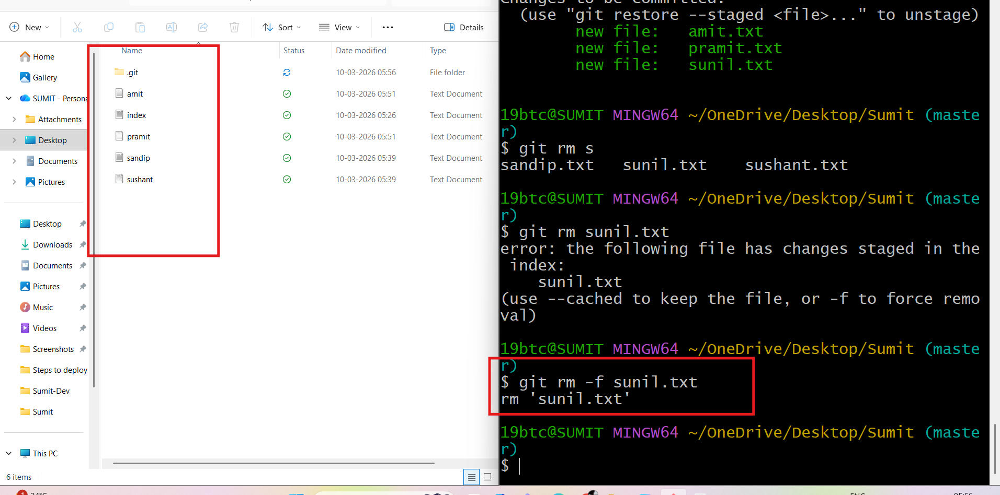 New
Sort
View
Details
Name
Status
Date modified
Type
.git
10-03-2026 05:56
File folder
amit
10-03-2026 05:51
Text Document
index
10-03-2026 05:26
Text Document
pramit
10-03-2026 05:51
Text Document
sandip
10-03-2026 05:39
Text Document
sushant
10-03-2026 05:39
Text Document
Home
Gallery
SUMIT - Persona
Attachments
Desktop
Documents
Pictures
Desktop
Downloads
Documents
Pictures
Music
Videos
Screenshots
Steps to deploy
Sumit-Dev
Sumit
This PC
6 items
Changes to be committed:
(use "git restore --staged <file>..." to unstage)
new file:   amit.txt
new file:   pramit.txt
new file:   sunil.txt
19btc@SUMIT MINGW64 ~/OneDrive/Desktop/Sumit (maste
r)
$ git rm s
sandip.txt   sunil.txt    sushant.txt
19btc@SUMIT MINGW64 ~/OneDrive/Desktop/Sumit (maste
r)
$ git rm sunil.txt
error: the following file has changes staged in the
index:
sunil.txt
(use --cached to keep the file, or -f to force remo
val)
19btc@SUMIT MINGW64 ~/OneDrive/Desktop/Sumit (maste
r)
$ git rm -f sunil.txt
rm 'sunil.txt'
19btc@SUMIT MINGW64 ~/OneDrive/Desktop/Sumit (maste
r)
$
1
24°C
ENG
05:56